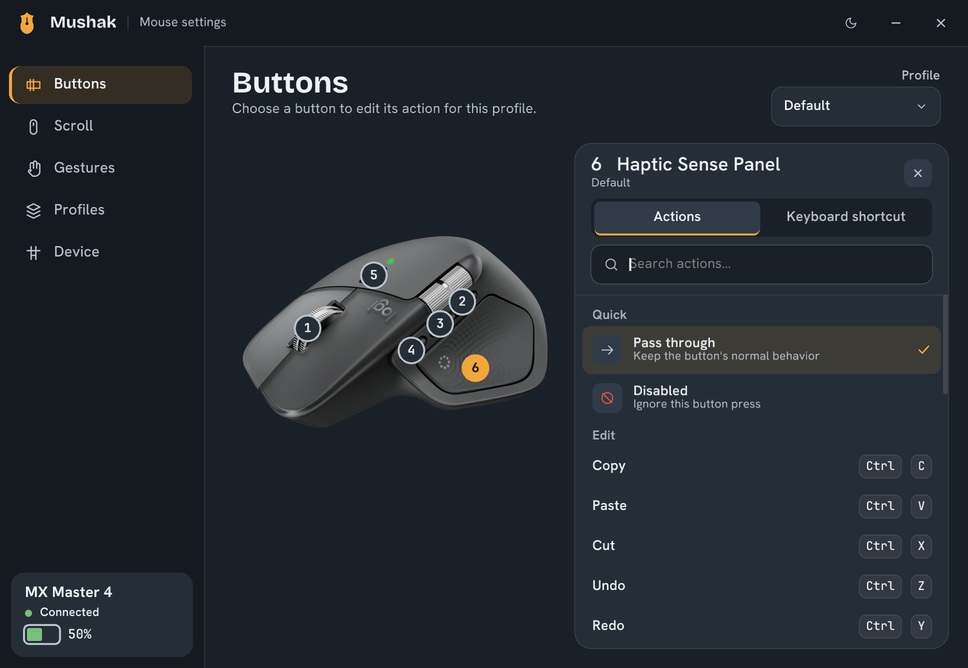 Mushak
Mouse settings
Buttons
Scroll
Gestures
Profiles
Device
MX Master 4
Connected
50%
Buttons
Choose a button to edit its action for this profile.
Profile
Default
1
2
3
4
5
6
logi
6 Haptic Sense Panel
Default
Actions
Keyboard shortcut
Search actions...
Quick
Pass through
Keep the button's normal behavior
Disabled
Ignore this button press
Edit
Copy Ctrl C
Paste Ctrl V
Cut Ctrl X
Undo Ctrl Z
Redo Ctrl Y